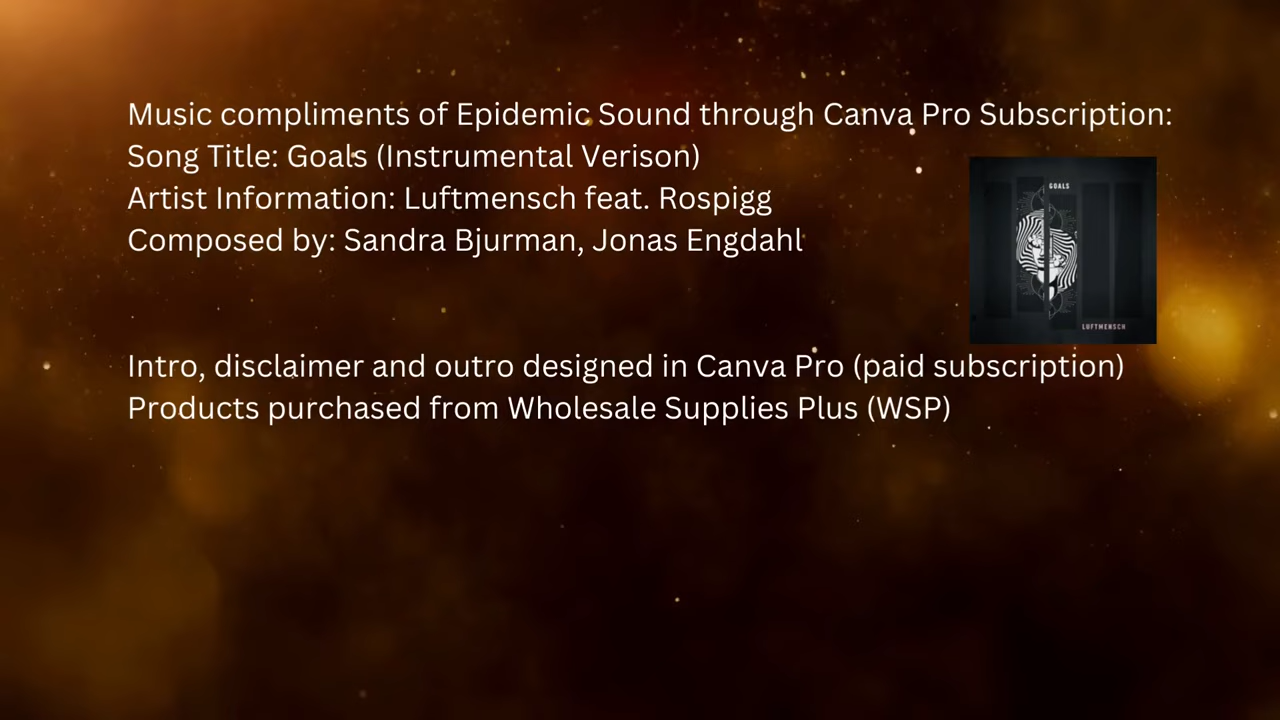 Music compliments of Epidemic Sound through Canva Pro Subscription:
Song Title: Goals (Instrumental Verison)
Artist Information: Luftmensch feat. Rospigg
Composed by: Sandra Bjurman, Jonas Engdahl
GOALS
LUFTMENSCH
Intro, disclaimer and outro designed in Canva Pro (paid subscription)
Products purchased from Wholesale Supplies Plus (WSP)